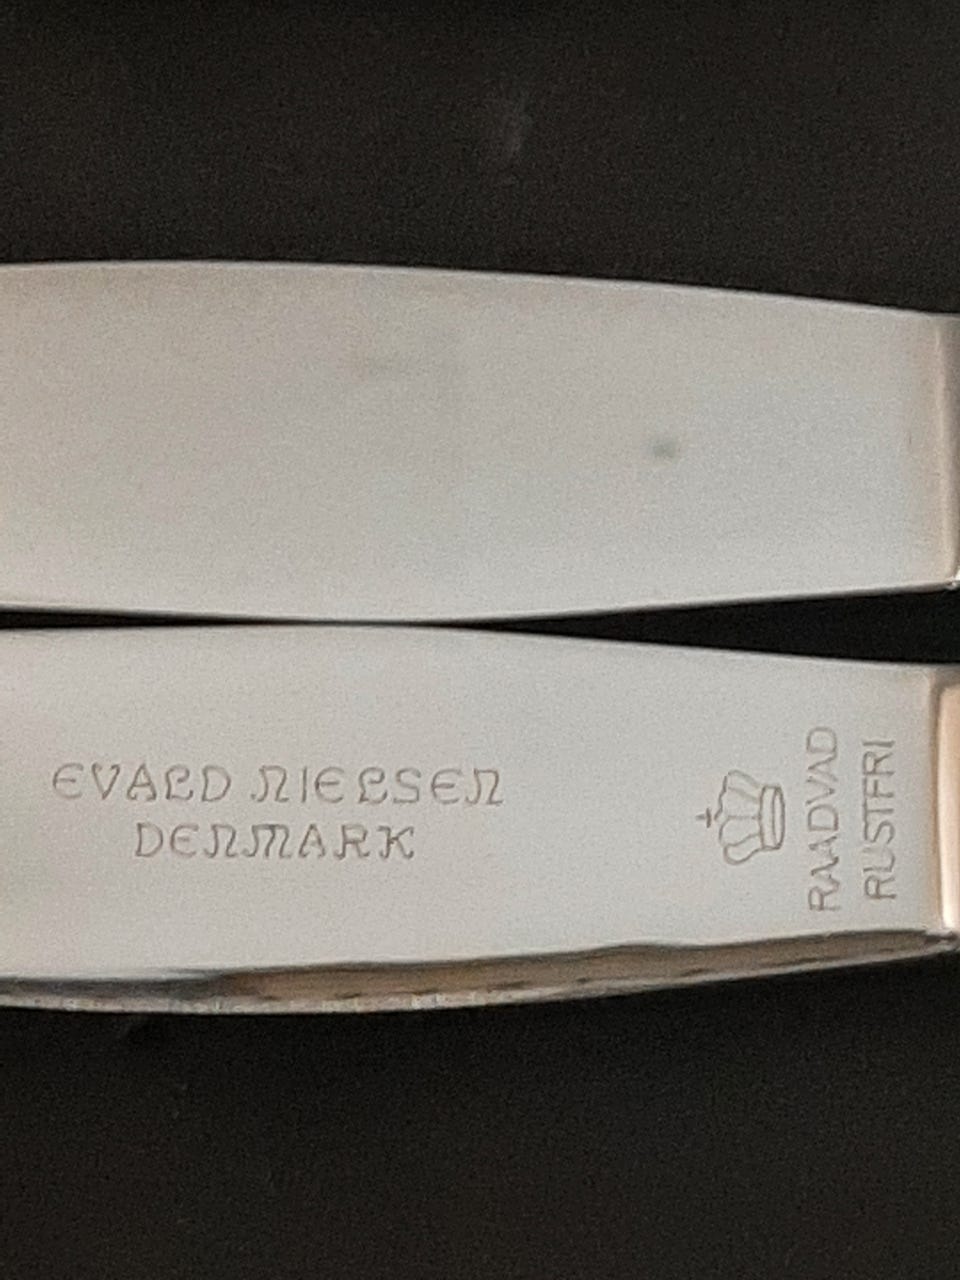 EVALD NIELSEN
DENMARK
RAADVAD
RUSTFRI